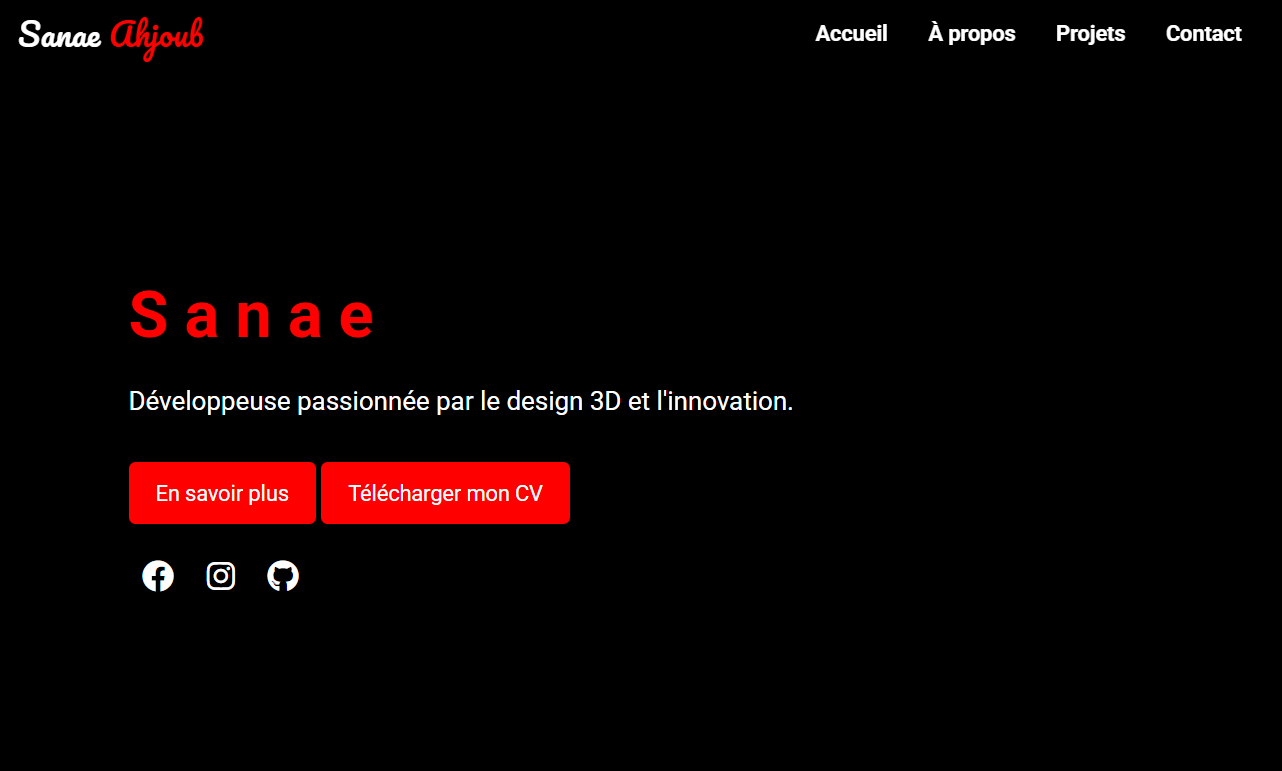 Sanae Ahjoub
Accueil À propos Projets Contact
Sanae
Développeuse passionnée par le design 3D et l'innovation.
En savoir plus Télécharger mon CV